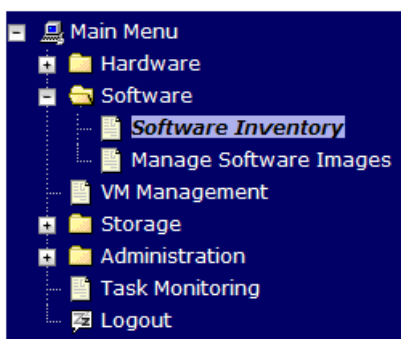 Main Menu
Hardware
Software
Software Inventory
Manage Software Images
VM Management
Storage
Administration
Task Monitoring
Logout